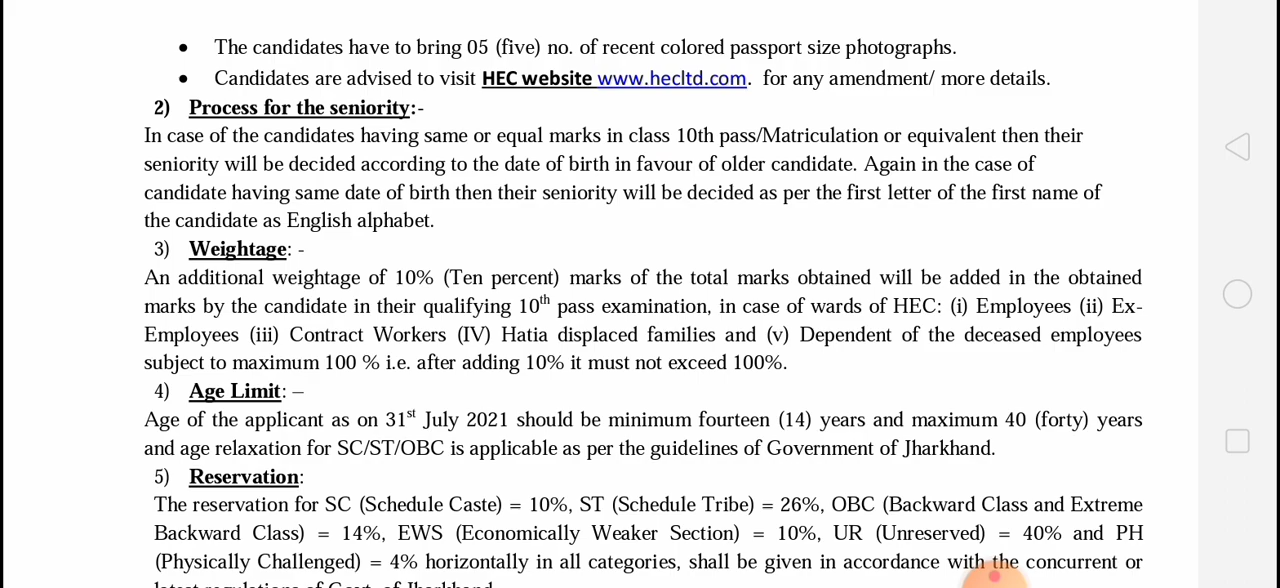 • The candidates have to bring 05 (five) no. of recent colored passport size photographs.
• Candidates are advised to visit HEC website www.hecltd.com. for any amendment/ more details.
2) Process for the seniority:-
In case of the candidates having same or equal marks in class 10th pass/Matriculation or equivalent then their
seniority will be decided according to the date of birth in favour of older candidate. Again in the case of
candidate having same date of birth then their seniority will be decided as per the first letter of the first name of
the candidate as English alphabet.
3) Weightage: -
An additional weightage of 10% (Ten percent) marks of the total marks obtained will be added in the obtained
marks by the candidate in their qualifying 10th pass examination, in case of wards of HEC: (i) Employees (ii) Ex-
Employees (iii) Contract Workers (IV) Hatia displaced families and (v) Dependent of the deceased employees
subject to maximum 100 % i.e. after adding 10% it must not exceed 100%.
4) Age Limit: –
Age of the applicant as on 31st July 2021 should be minimum fourteen (14) years and maximum 40 (forty) years
and age relaxation for SC/ST/OBC is applicable as per the guidelines of Government of Jharkhand.
5) Reservation:
The reservation for SC (Schedule Caste) = 10%, ST (Schedule Tribe) = 26%, OBC (Backward Class and Extreme
Backward Class) = 14%, EWS (Economically Weaker Section) = 10%, UR (Unreserved) = 40% and PH
(Physically Challenged) = 4% horizontally in all categories, shall be given in accordance with the concurrent or